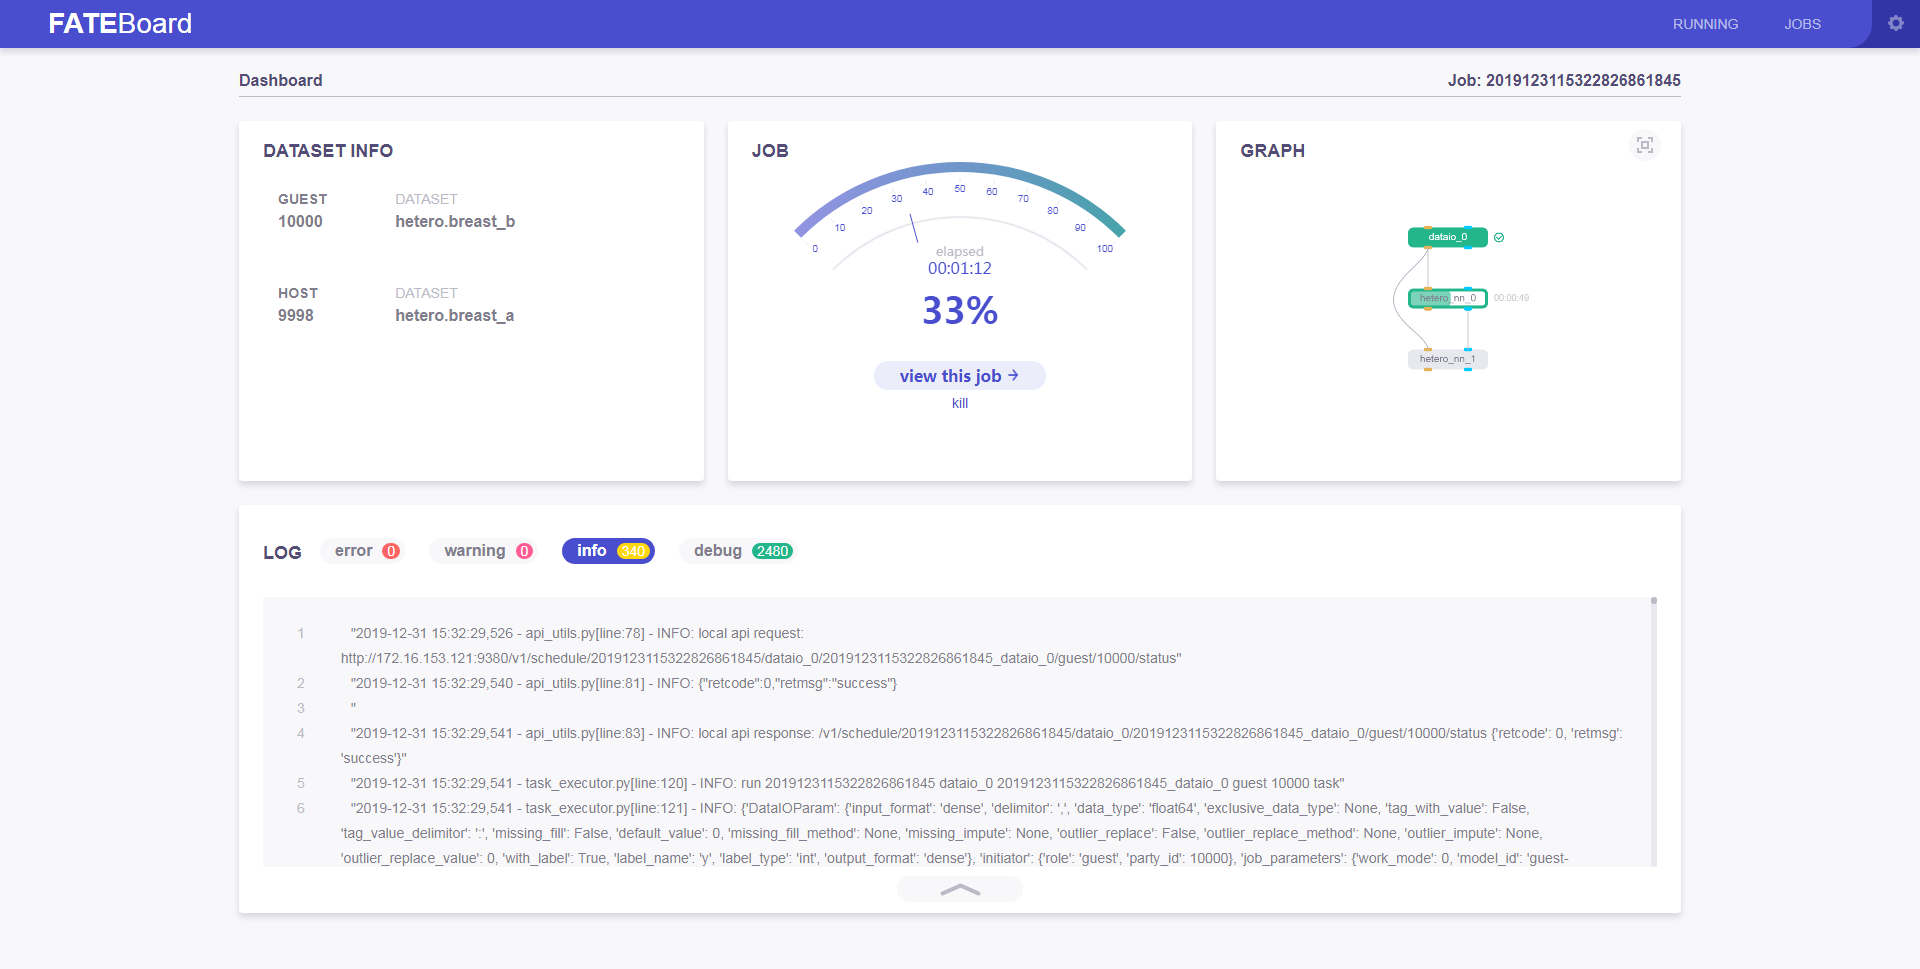 FATEBoard
RUNNING
JOBS
Dashboard
Job: 2019123115322826861845
DATASET INFO
GUEST
DATASET
10000
hetero.breast_b
HOST
DATASET
9998
hetero.breast_a
JOB
0
10
20
30
40
50
60
70
80
90
100
elapsed
00:01:12
33%
view this job
kill
GRAPH
dataio_0
hetero_nn_0
00:00:49
hetero_nn_1
LOG
error 0
warning 0
info 340
debug 2480
1 "2019-12-31 15:32:29,526 - api_utils.py[line:78] - INFO: local api request:
http://172.16.153.121:9380/v1/schedule/2019123115322826861845/dataio_0/2019123115322826861845_dataio_0/guest/10000/status"
2 "2019-12-31 15:32:29,540 - api_utils.py[line:81] - INFO: {"retcode":0,"retmsg":"success"}
3 "
4 "2019-12-31 15:32:29,541 - api_utils.py[line:83] - INFO: local api response: /v1/schedule/2019123115322826861845/dataio_0/2019123115322826861845_dataio_0/guest/10000/status {'retcode': 0, 'retmsg':
'success'}"
5 "2019-12-31 15:32:29,541 - task_executor.py[line:120] - INFO: run 2019123115322826861845 dataio_0 2019123115322826861845_dataio_0 guest 10000 task"
6 "2019-12-31 15:32:29,541 - task_executor.py[line:121] - INFO: {'DataIOParam': {'input_format': 'dense', 'delimitor': ',', 'data_type': 'float64', 'exclusive_data_type': None, 'tag_with_value': False,
'tag_value_delimitor': ':', 'missing_fill': False, 'default_value': 0, 'missing_fill_method': None, 'missing_impute': None, 'outlier_replace': False, 'outlier_replace_method': None, 'outlier_impute': None,
'outlier_replace_value': 0, 'with_label': True, 'label_name': 'y', 'label_type': 'int', 'output_format': 'dense'}, 'initiator': {'role': 'guest', 'party_id': 10000}, 'job_parameters': {'work_mode': 0, 'model_id': 'guest-